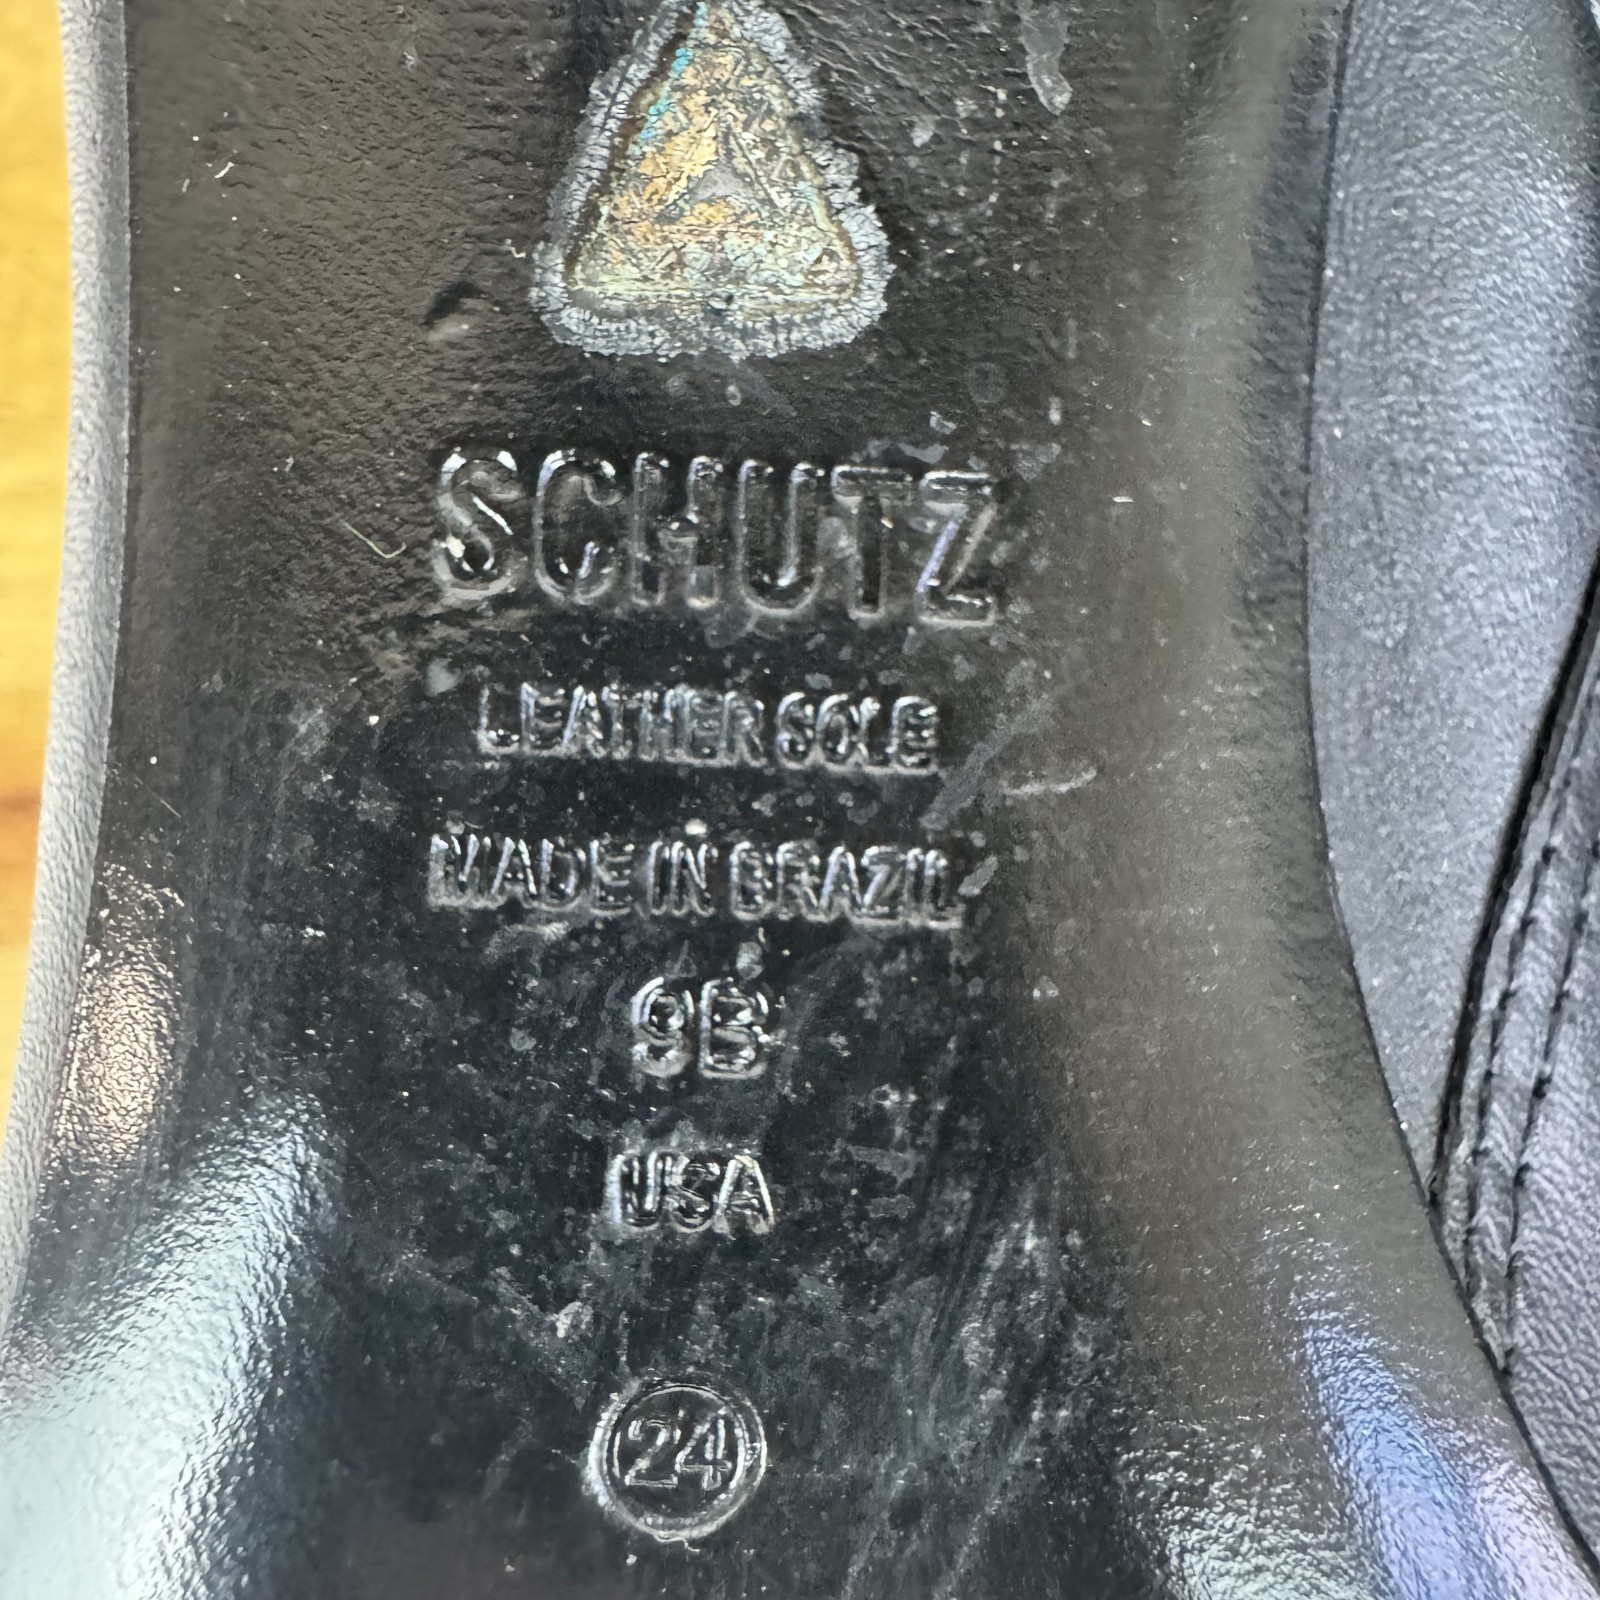 SCHUTZ
LEATHER SOLE
MADE IN BRAZIL
9B
USA
24